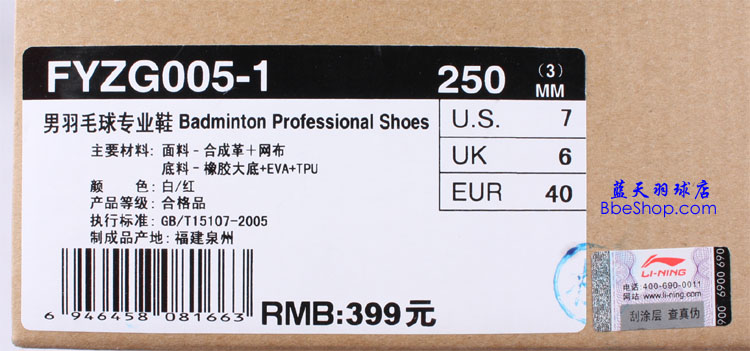 FYZG005-1
250 (3) MM
男羽毛球专业鞋 Badminton Professional Shoes
U.S. 7
UK 6
EUR 40
主要材料: 面料-合成革+网布
底料-橡胶大底+EVA+TPU
颜 色: 白/红
产品等级: 合格品
执行标准: GB/T15107-2005
制成品产地: 福建泉州
6 946458 081663
RMB:399元
蓝天羽球店
BbeShop.com
LI-NING
电话 400-690-0011
网站 www.li-ning.com
刮涂层 查真伪